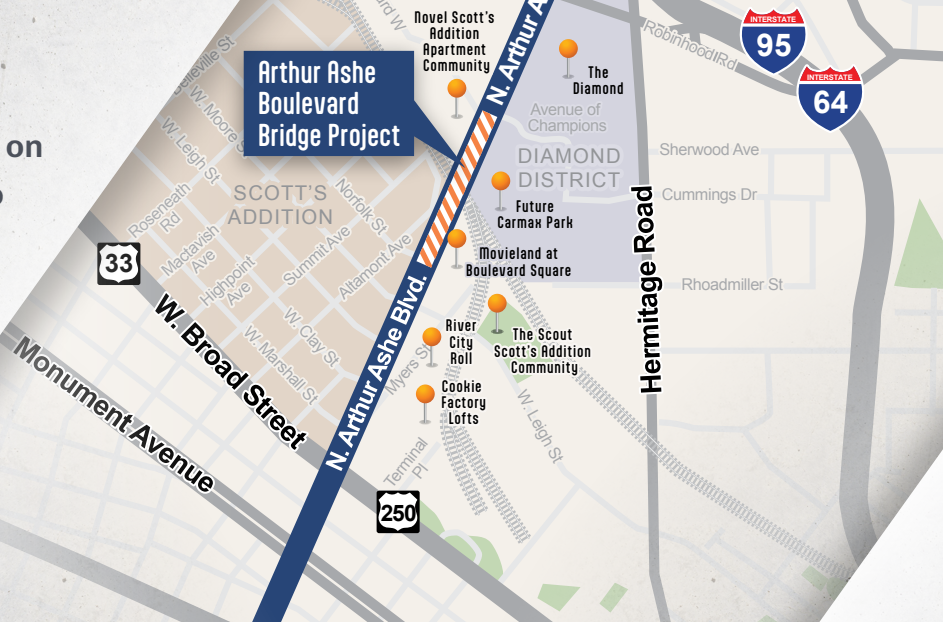 on
Novel Scott's
Addition
Apartment
Community
N. Arthur A
The
Diamond
Robinhood Rd
INTERSTATE
95
INTERSTATE
64
Arthur Ashe
Boulevard
Bridge Project
Avenue of
Champions
DIAMOND
DISTRICT
Sherwood Ave
Cummings Dr
Rhoadmiller St
Hermitage Road
W. Moore S
W. Leigh St
Roseneath
Rd
Mactavish
Ave
Highpoint
Ave
Summit Ave
Norfolk St
Altamont Ave
SCOTT'S
ADDITION
W. Clay St
W. Marshall St
Future
Carmax Park
Movieland at
Boulevard Square
The Scout
Scott's Addition
Community
River
City
Roll
Cookie
Factory
Lofts
Myers St
W. Leigh St
Terminal
Pl
N. Arthur Ashe Blvd.
33
W. Broad Street
Monument Avenue
250